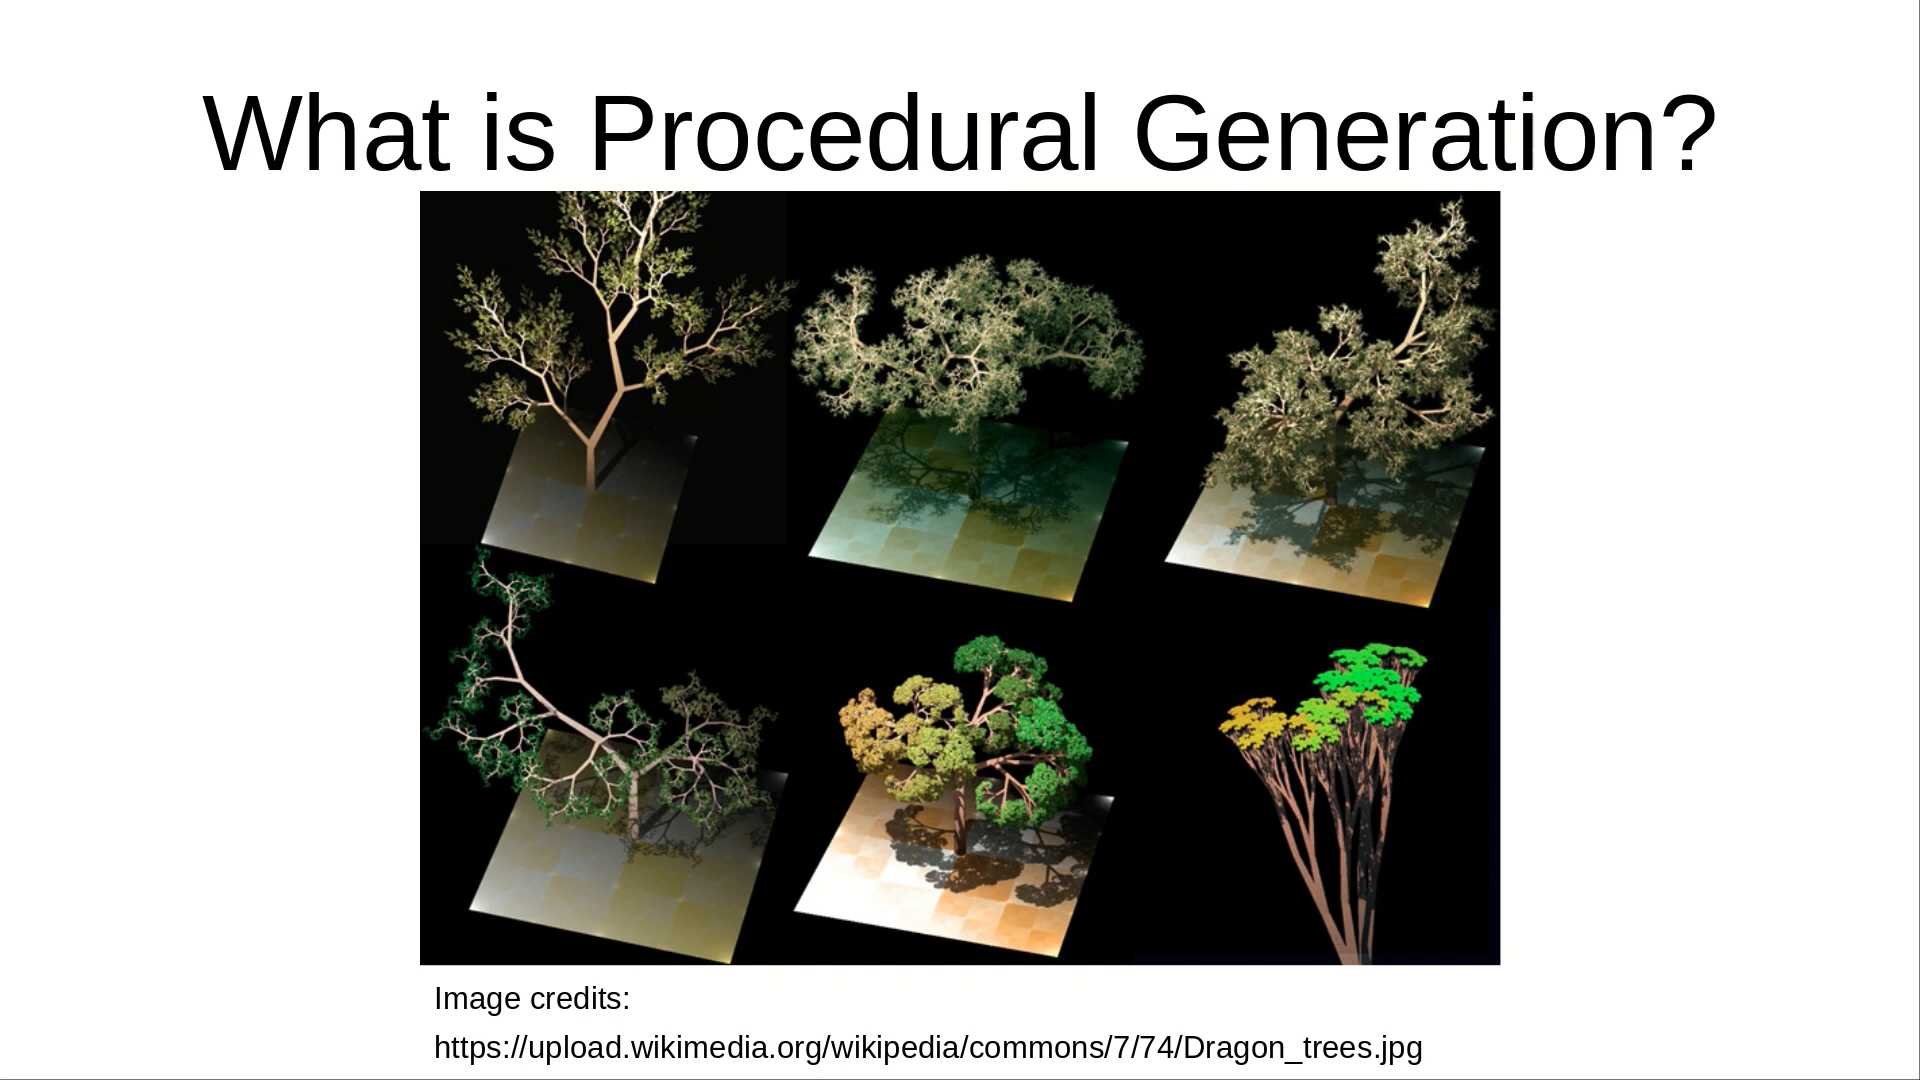 What is Procedural Generation?
Image credits:
https://upload.wikimedia.org/wikipedia/commons/7/74/Dragon_trees.jpg